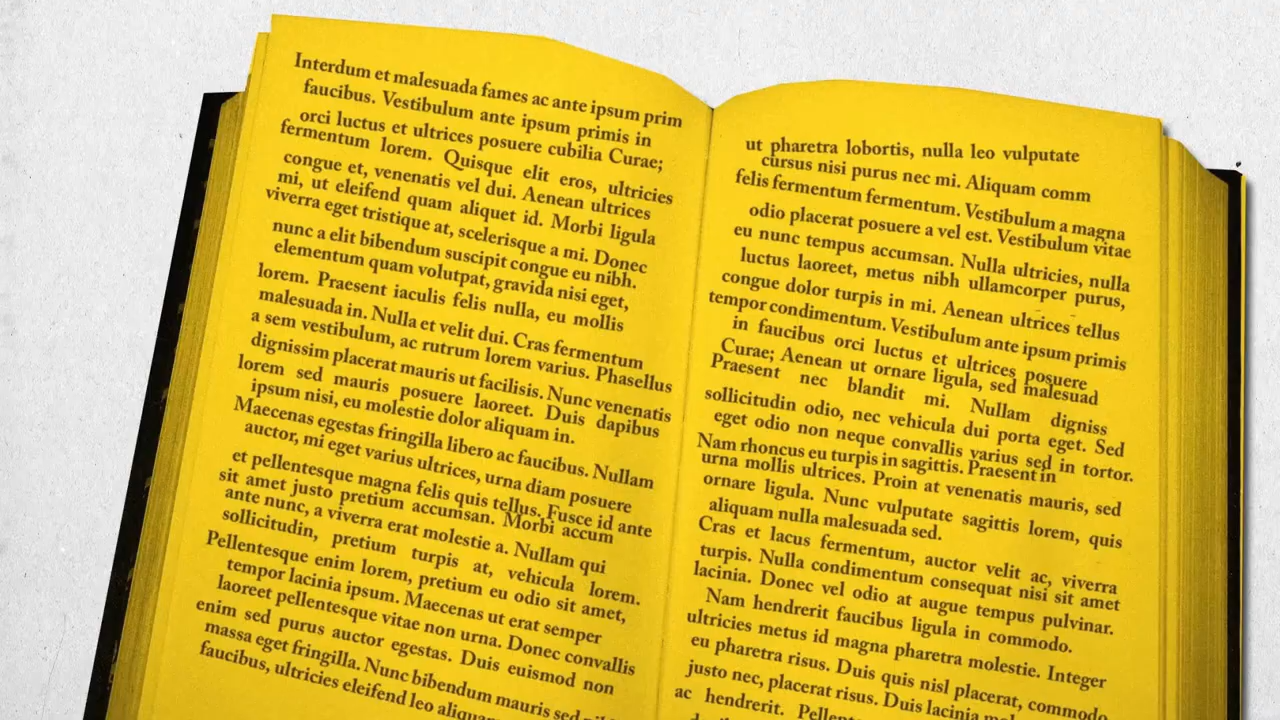 Interdum et malesuada fames ac ante ipsum prim
faucibus. Vestibulum ante ipsum primis in
orci luctus et ultrices posuere cubilia Curae;
fermentum lorem. Quisque elit eros, ultricies
congue et, venenatis vel dui. Aenean ultrices
mi, ut eleifend quam aliquet id. Morbi ligula
viverra eget tristique at, scelerisque a mi. Donec
nunc a elit bibendum suscipit congue eu nibh.
elementum quam volutpat, gravida nisi eget,
lorem. Praesent iaculis felis nulla, eu mollis
malesuada in. Nulla et velit dui. Cras fermentum
a sem vestibulum, ac rutrum lorem varius. Phasellus
dignissim placerat mauris ut facilisis. Nunc venenatis
lorem sed mauris posuere laoreet. Duis dapibus
ipsum nisi, eu molestie dolor aliquam in.
Maecenas egestas fringilla libero ac faucibus. Nullam
auctor, mi eget varius ultrices, urna diam posuere
et pellentesque magna felis quis tellus. Fusce id ante
sit amet justo pretium accumsan. Morbi accum
ante nunc, a viverra erat molestie a. Nullam qui
sollicitudin, pretium turpis at, vehicula lorem.
Pellentesque enim lorem, pretium eu odio sit amet,
tempor lacinia ipsum. Maecenas ut erat semper
laoreet pellentesque vitae non urna. Donec convallis
enim sed purus auctor egestas. Duis euismod non
massa eget fringilla. Nunc bibendum mauris sed
faucibus, ultricies eleifend leo
ut pharetra lobortis, nulla leo vulputate
cursus nisi purus nec mi. Aliquam comm
felis fermentum fermentum. Vestibulum a magna
odio placerat posuere a vel est. Vestibulum vitae
eu nunc tempus accumsan. Nulla ultricies, nulla
luctus laoreet, metus nibh ullamcorper purus,
congue dolor turpis in mi. Aenean ultrices tellus
tempor condimentum. Vestibulum ante ipsum primis
in faucibus orci luctus et ultrices posuere
Curae; Aenean ut ornare ligula, sed malesuad
Praesent nec blandit mi. Nullam digniss
sollicitudin odio, nec vehicula dui porta eget. Sed
eget odio non neque convallis varius sed in tortor.
Nam rhoncus eu turpis in sagittis. Praesent in
urna mollis ultrices. Proin at venenatis mauris, sed
ornare ligula. Nunc vulputate sagittis lorem, quis
aliquam nulla malesuada sed.
Cras et lacus fermentum, auctor velit ac, viverra
turpis. Nulla condimentum consequat nisi sit amet
lacinia. Donec vel odio at augue tempus pulvinar.
Nam hendrerit faucibus ligula in commodo.
ultricies metus id magna pharetra molestie. Integer
eu pharetra risus. Duis quis nisl placerat, commodo
justo nec, placerat risus. Duis lacinia
ac hendrerit.